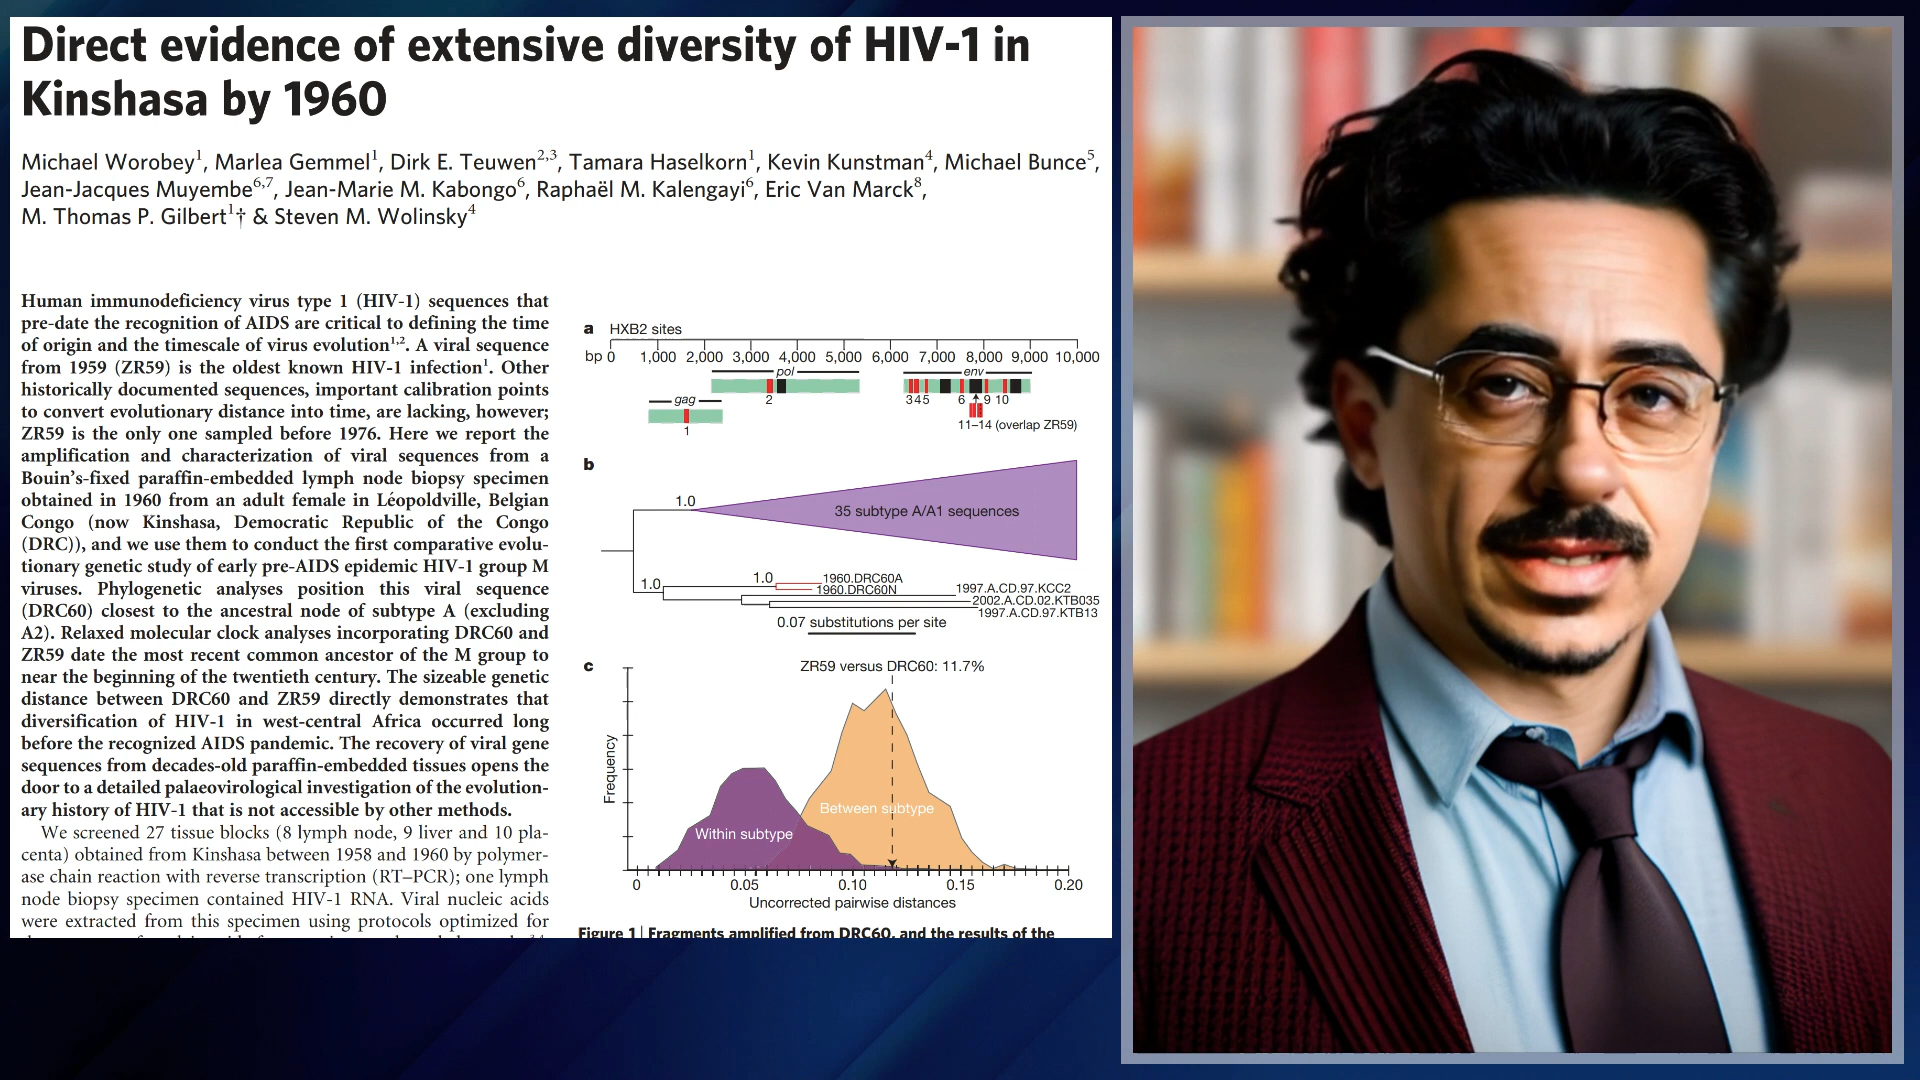 Direct evidence of extensive diversity of HIV-1 in
Kinshasa by 1960
Michael Worobey1, Marlea Gemmel1, Dirk E. Teuwen2,3, Tamara Haselkorn1, Kevin Kunstman4, Michael Bunce5,
Jean-Jacques Muyembe6,7, Jean-Marie M. Kabongo6, Raphaël M. Kalengayi6, Eric Van Marck8,
M. Thomas P. Gilbert1† & Steven M. Wolinsky4
Human immunodeficiency virus type 1 (HIV-1) sequences that
pre-date the recognition of AIDS are critical to defining the time
of origin and the timescale of virus evolution1,2. A viral sequence
from 1959 (ZR59) is the oldest known HIV-1 infection1. Other
historically documented sequences, important calibration points
to convert evolutionary distance into time, are lacking, however;
ZR59 is the only one sampled before 1976. Here we report the
amplification and characterization of viral sequences from a
Bouin's-fixed paraffin-embedded lymph node biopsy specimen
obtained in 1960 from an adult female in Léopoldville, Belgian
Congo (now Kinshasa, Democratic Republic of the Congo
(DRC)), and we use them to conduct the first comparative evolu-
tionary genetic study of early pre-AIDS epidemic HIV-1 group M
viruses. Phylogenetic analyses position this viral sequence
(DRC60) closest to the ancestral node of subtype A (excluding
A2). Relaxed molecular clock analyses incorporating DRC60 and
ZR59 date the most recent common ancestor of the M group to
near the beginning of the twentieth century. The sizeable genetic
distance between DRC60 and ZR59 directly demonstrates that
diversification of HIV-1 in west-central Africa occurred long
before the recognized AIDS pandemic. The recovery of viral gene
sequences from decades-old paraffin-embedded tissues opens the
door to a detailed palaeovirological investigation of the evolution-
ary history of HIV-1 that is not accessible by other methods.
We screened 27 tissue blocks (8 lymph node, 9 liver and 10 pla-
centa) obtained from Kinshasa between 1958 and 1960 by polymer-
ase chain reaction with reverse transcription (RT–PCR); one lymph
node biopsy specimen contained HIV-1 RNA. Viral nucleic acids
were extracted from this specimen using protocols optimized for
a HXB2 sites
bp 0 1,000 2,000 3,000 4,000 5,000 6,000 7,000 8,000 9,000 10,000
pol env
2 345 6 9 10
gag
1
11–14 (overlap ZR59)
b
1.0
35 subtype A/A1 sequences
1.0
1.0
1960.DRC60A
1960.DRC60N
1997.A.CD.97.KCC2
2002.A.CD.02.KTB035
1997.A.CD.97.KTB13
0.07 substitutions per site
c
ZR59 versus DRC60: 11.7%
Frequency
Between subtype
Within subtype
0 0.05 0.10 0.15 0.20
Uncorrected pairwise distances
Figure 1 | Fragments amplified from DRC60, and the results of the